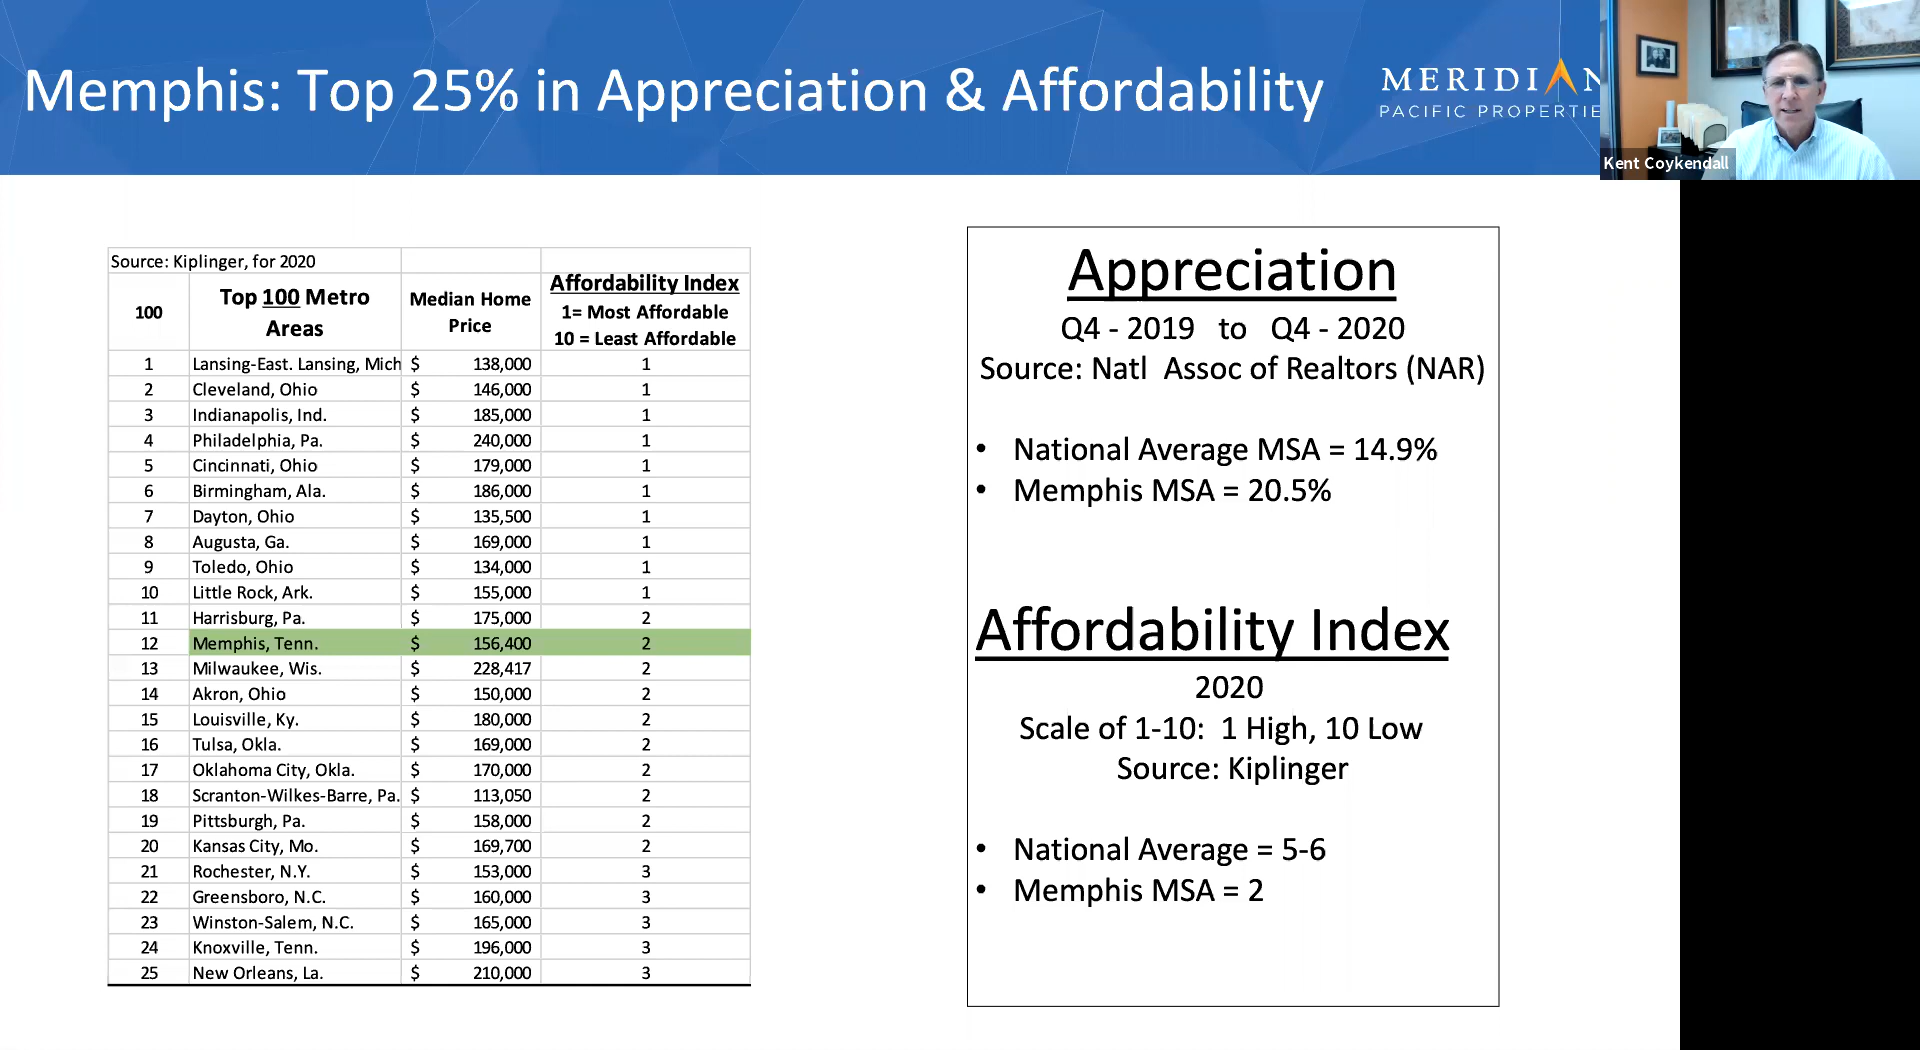 Memphis: Top 25% in Appreciation & Affordability
MERIDIAN
PACIFIC PROPERTIE
Kent Coykendall
Source: Kiplinger, for 2020
100 Top 100 Metro Areas Median Home Price Affordability Index 1= Most Affordable 10 = Least Affordable
1 Lansing-East. Lansing, Mich $ 138,000 1
2 Cleveland, Ohio $ 146,000 1
3 Indianapolis, Ind. $ 185,000 1
4 Philadelphia, Pa. $ 240,000 1
5 Cincinnati, Ohio $ 179,000 1
6 Birmingham, Ala. $ 186,000 1
7 Dayton, Ohio $ 135,500 1
8 Augusta, Ga. $ 169,000 1
9 Toledo, Ohio $ 134,000 1
10 Little Rock, Ark. $ 155,000 1
11 Harrisburg, Pa. $ 175,000 2
12 Memphis, Tenn. $ 156,400 2
13 Milwaukee, Wis. $ 228,417 2
14 Akron, Ohio $ 150,000 2
15 Louisville, Ky. $ 180,000 2
16 Tulsa, Okla. $ 169,000 2
17 Oklahoma City, Okla. $ 170,000 2
18 Scranton-Wilkes-Barre, Pa. $ 113,050 2
19 Pittsburgh, Pa. $ 158,000 2
20 Kansas City, Mo. $ 169,700 2
21 Rochester, N.Y. $ 153,000 3
22 Greensboro, N.C. $ 160,000 3
23 Winston-Salem, N.C. $ 165,000 3
24 Knoxville, Tenn. $ 196,000 3
25 New Orleans, La. $ 210,000 3
Appreciation
Q4 - 2019 to Q4 - 2020
Source: Natl Assoc of Realtors (NAR)
• National Average MSA = 14.9%
• Memphis MSA = 20.5%
Affordability Index
2020
Scale of 1-10: 1 High, 10 Low
Source: Kiplinger
• National Average = 5-6
• Memphis MSA = 2